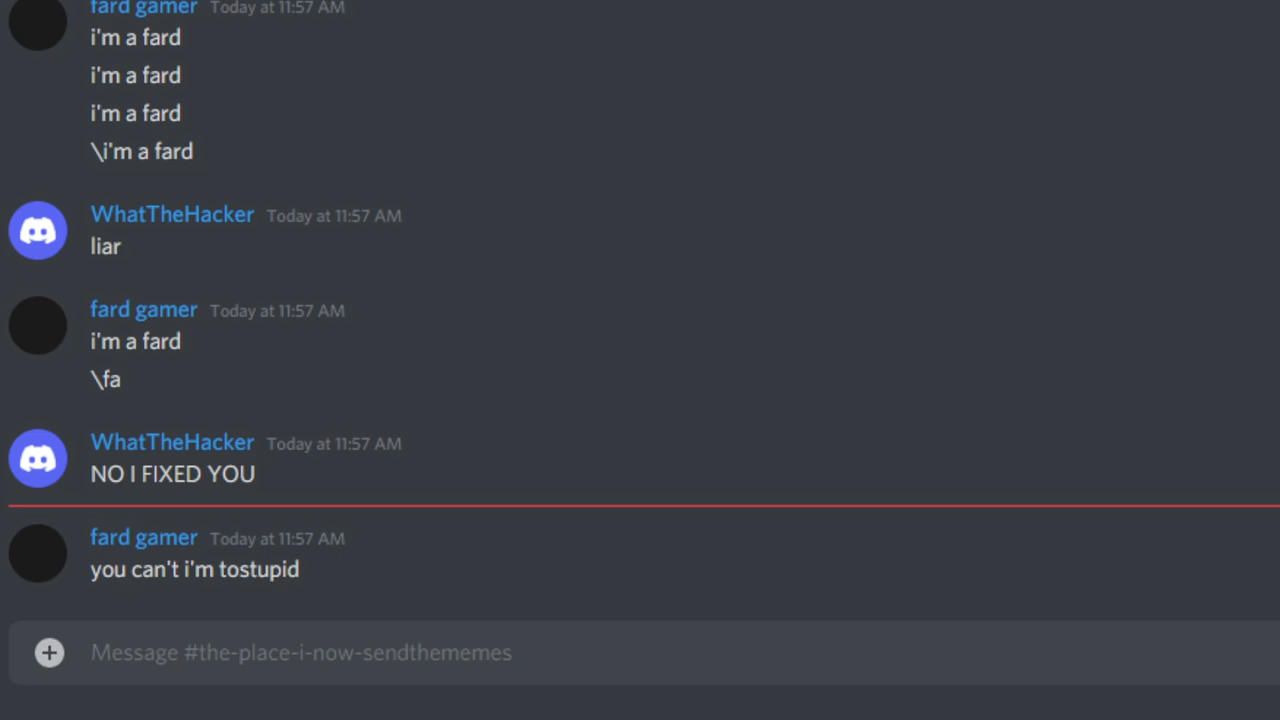 fard gamer Today at 11:57 AM
i'm a fard
i'm a fard
i'm a fard
\i'm a fard
WhatTheHacker Today at 11:57 AM
liar
fard gamer Today at 11:57 AM
i'm a fard
\fa
WhatTheHacker Today at 11:57 AM
NO I FIXED YOU
fard gamer Today at 11:57 AM
you can't i'm tostupid
Message #the-place-i-now-sendthememes